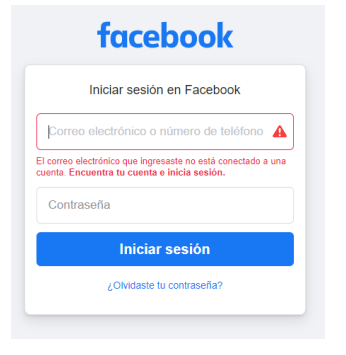 facebook
Iniciar sesión en Facebook
Correo electrónico o número de teléfono
El correo electrónico que ingresaste no está conectado a una
cuenta. Encuentra tu cuenta e inicia sesión.
Contraseña
Iniciar sesión
¿Olvidaste tu contraseña?